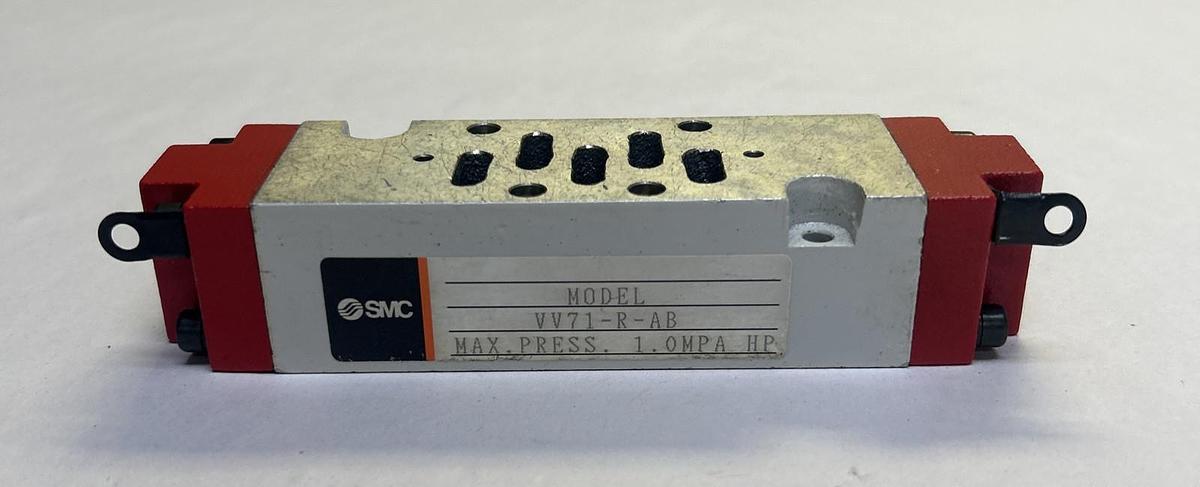 SMC
MODEL
VV71-R-AB
MAX.PRESS. 1.0MPA HP